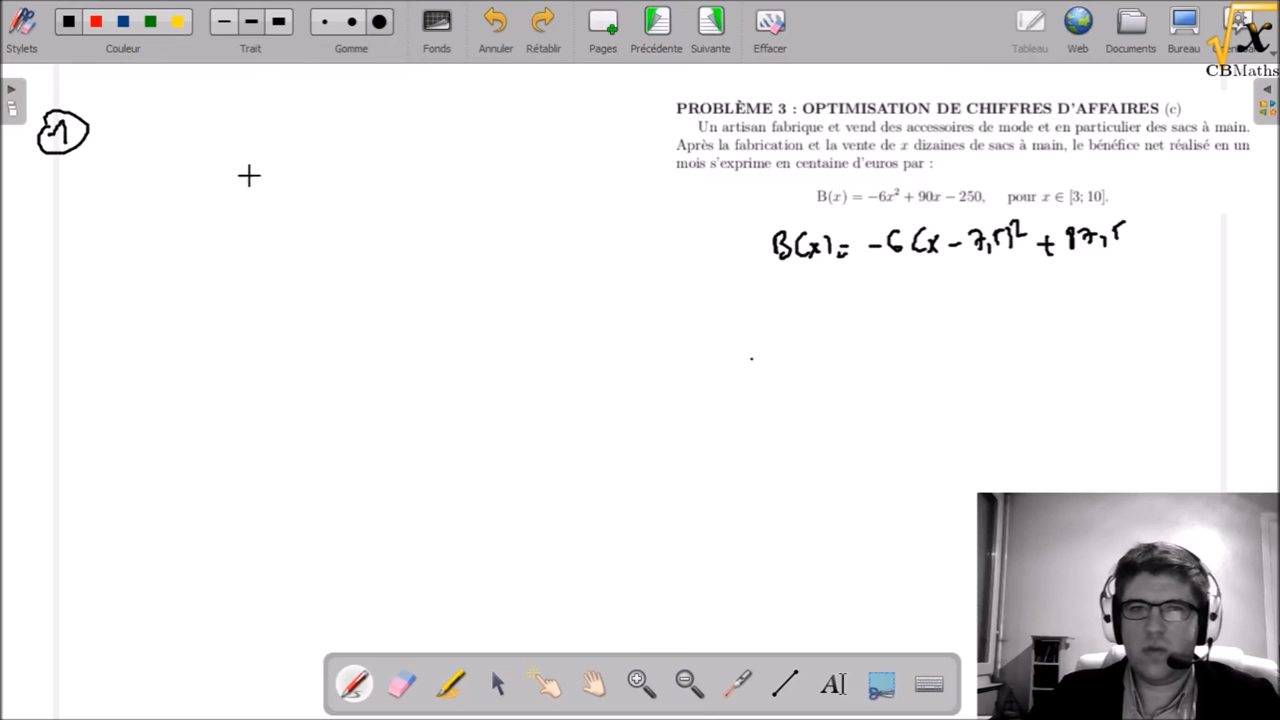 Stylets Couleur Trait Gomme Fonds Annuler Rétablir Pages Précédente Suivante Effacer Tableau Web Documents Bureau
CBMaths
1
PROBLÈME 3 : OPTIMISATION DE CHIFFRES D'AFFAIRES (c)
Un artisan fabrique et vend des accessoires de mode et en particulier des sacs à main.
Après la fabrication et la vente de x dizaines de sacs à main, le bénéfice net réalisé en un
mois s'exprime en centaine d'euros par :
B(x) = −6x² + 90x − 250, pour x ∈ [3; 10].
B(x) = -6(x - 7,5)² + 87,5